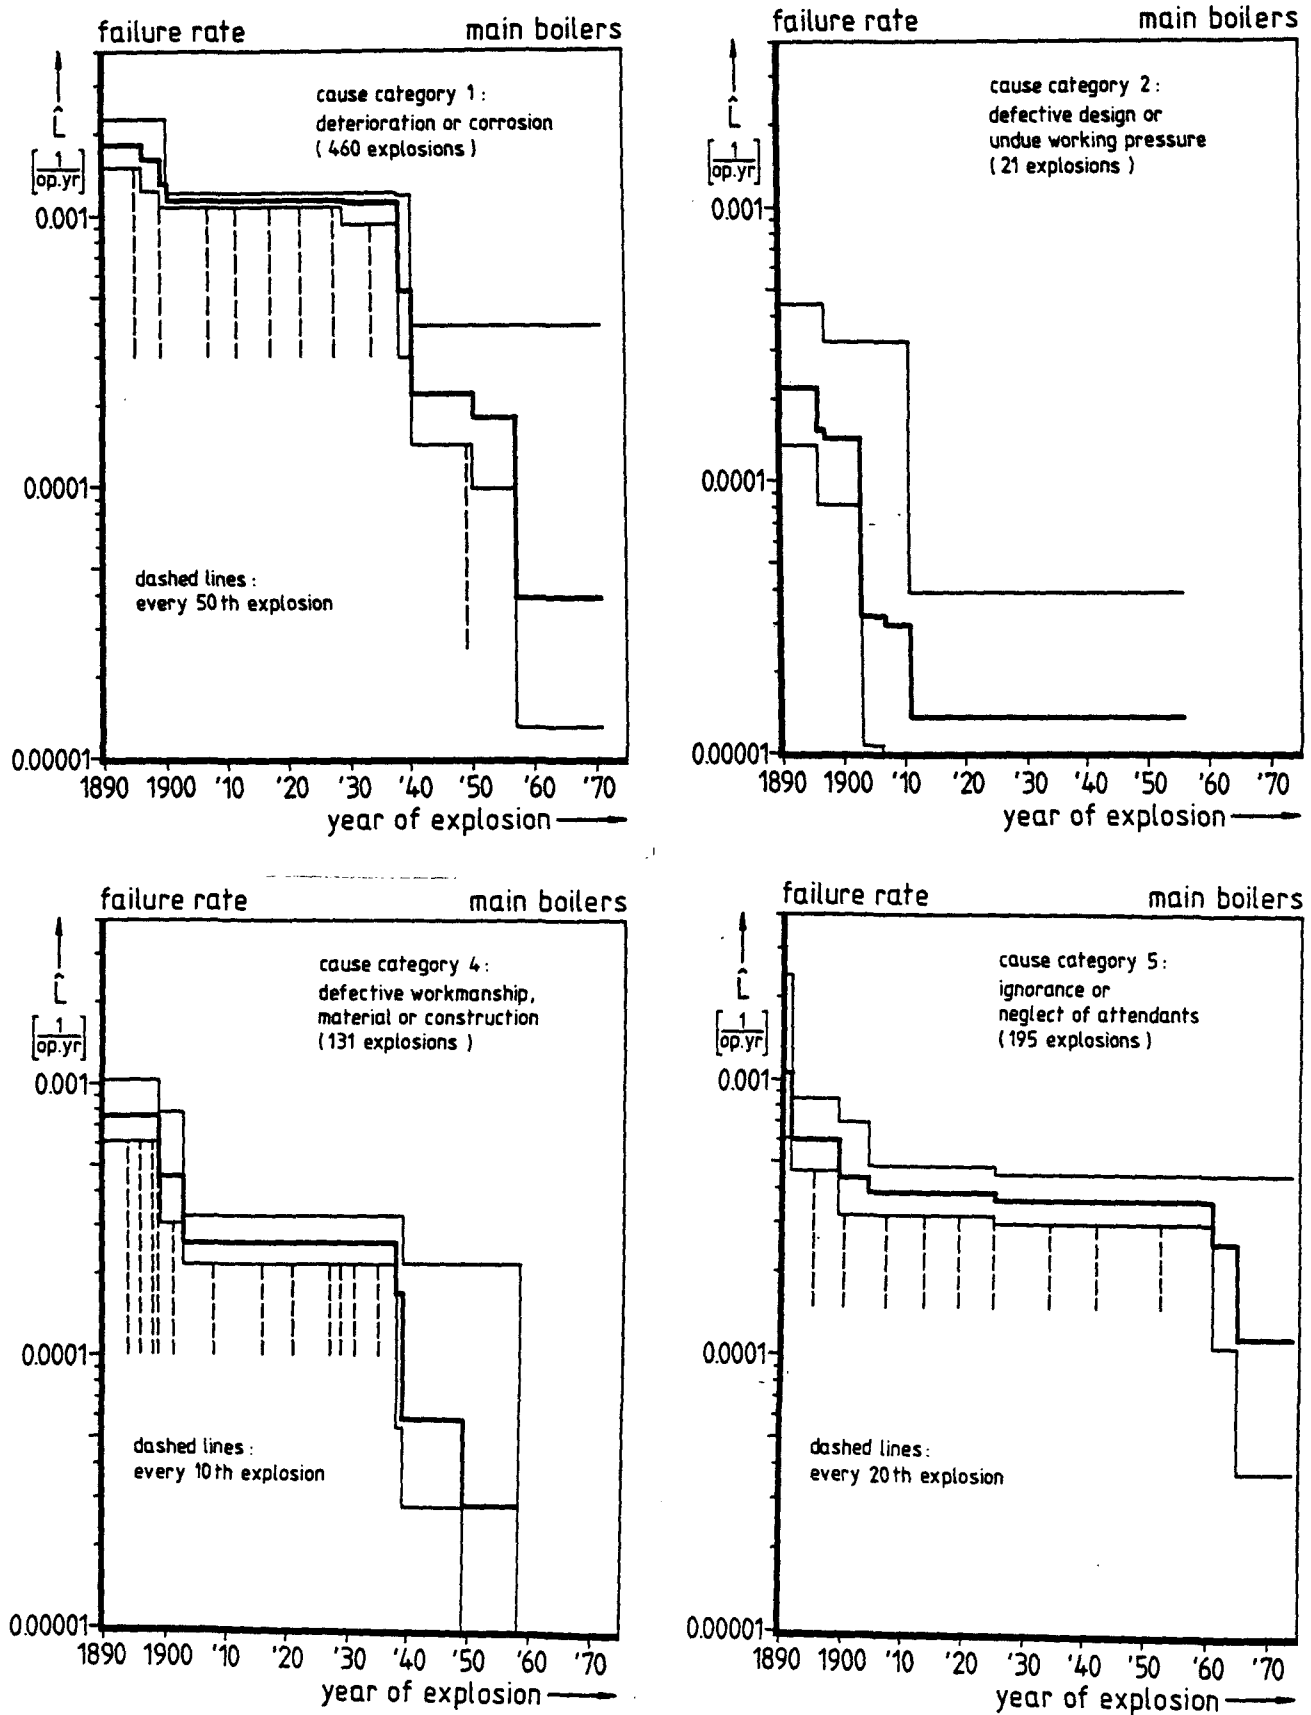 failure rate main boilers
L̂
[1/op.yr]
cause category 1:
deterioration or corrosion
(460 explosions)
0.001
0.0001
0.00001
dashed lines:
every 50th explosion
1890 1900 '10 '20 '30 '40 '50 '60 '70
year of explosion
failure rate main boilers
L̂
[1/op.yr]
cause category 2:
defective design or
undue working pressure
(21 explosions)
0.001
0.0001
0.00001
1890 1900 '10 '20 '30 '40 '50 '60 '70
year of explosion
failure rate main boilers
L̂
[1/op.yr]
cause category 4:
defective workmanship,
material or construction
(131 explosions)
0.001
0.0001
0.00001
dashed lines:
every 10th explosion
1890 1900 '10 '20 '30 '40 '50 '60 '70
year of explosion
failure rate main boilers
L̂
[1/op.yr]
cause category 5:
ignorance or
neglect of attendants
(195 explosions)
0.001
0.0001
0.00001
dashed lines:
every 20th explosion
1890 1900 '10 '20 '30 '40 '50 '60 '70
year of explosion